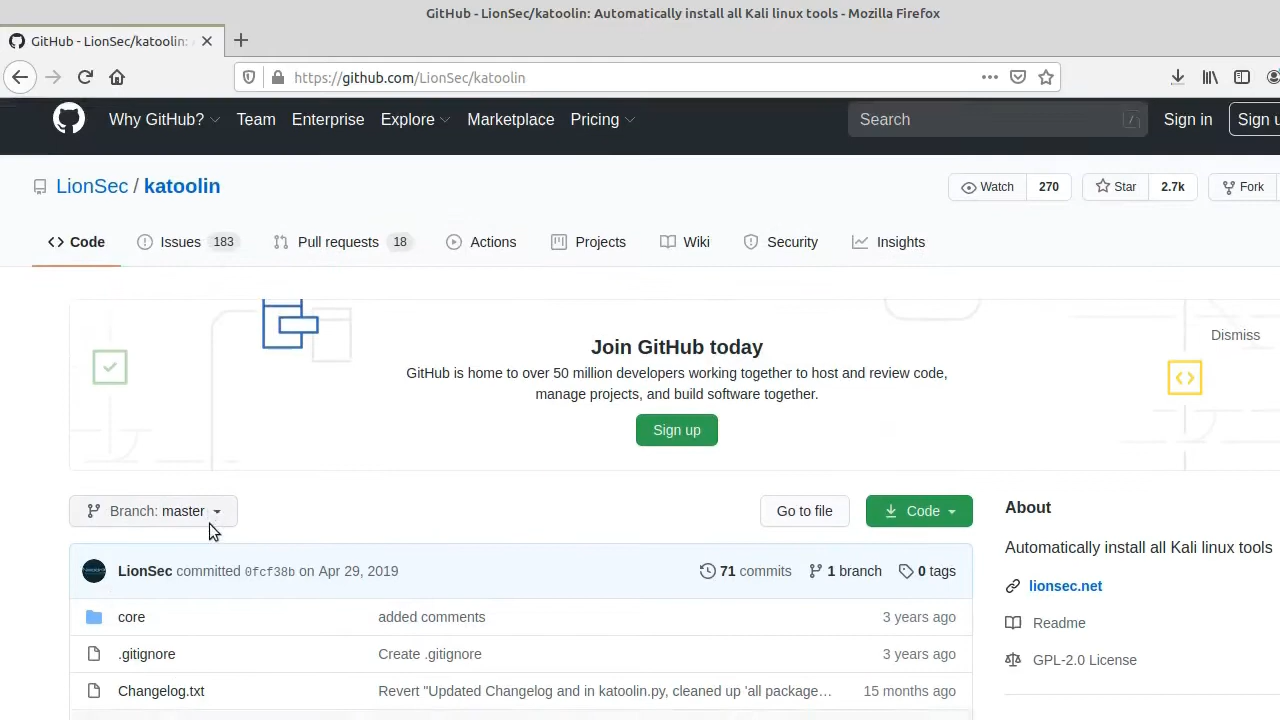 GitHub - LionSec/katoolin: Automatically install all Kali linux tools - Mozilla Firefox
GitHub - LionSec/katoolin:
https://github.com/LionSec/katoolin
Why GitHub? Team Enterprise Explore Marketplace Pricing Search / Sign in Sign u
LionSec / katoolin
Watch 270 Star 2.7k Fork
Code Issues 183 Pull requests 18 Actions Projects Wiki Security Insights
Join GitHub today
Dismiss
GitHub is home to over 50 million developers working together to host and review code,
manage projects, and build software together.
Sign up
Branch: master Go to file Code
About
Automatically install all Kali linux tools
lionsec.net
Readme
GPL-2.0 License
LionSec committed 0fcf38b on Apr 29, 2019 71 commits 1 branch 0 tags
core added comments 3 years ago
.gitignore Create .gitignore 3 years ago
Changelog.txt Revert "Updated Changelog and in katoolin.py, cleaned up 'all package… 15 months ago